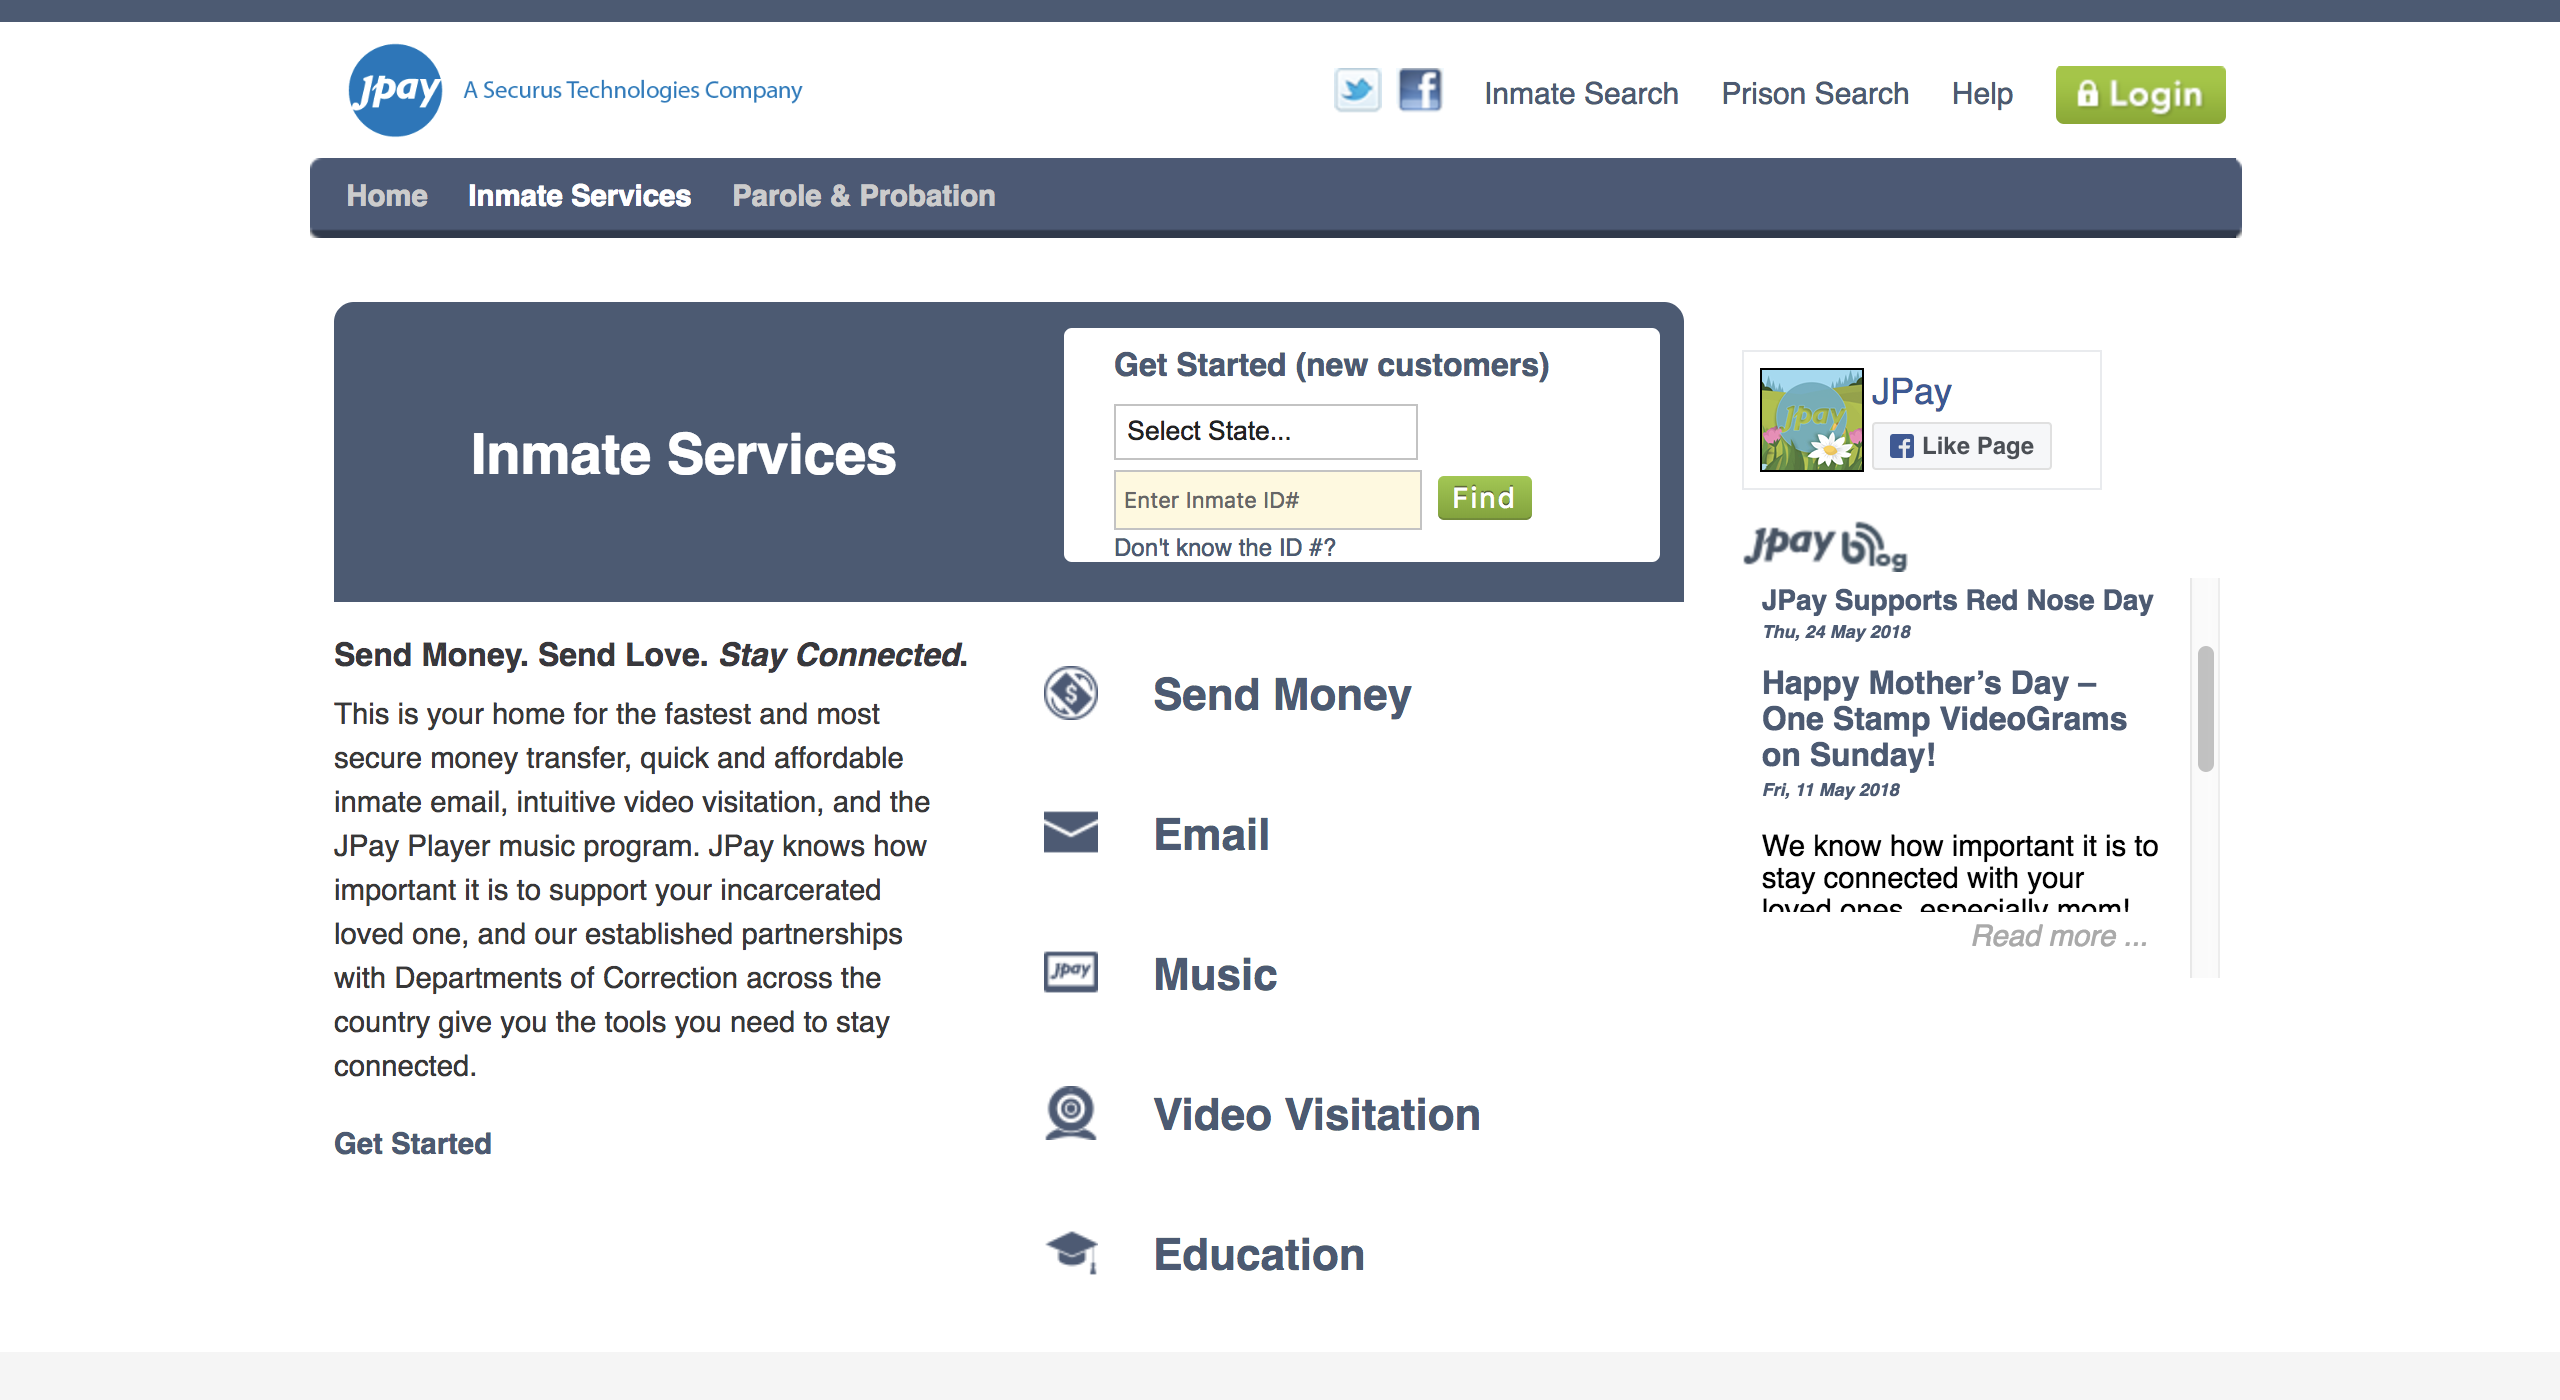 Jpay A Securus Technologies Company
Inmate Search Prison Search Help Login
Home Inmate Services Parole & Probation
Inmate Services
Get Started (new customers)
Select State...
Enter Inmate ID#
Find
Don't know the ID #?
Send Money. Send Love. Stay Connected.
This is your home for the fastest and most
secure money transfer, quick and affordable
inmate email, intuitive video visitation, and the
JPay Player music program. JPay knows how
important it is to support your incarcerated
loved one, and our established partnerships
with Departments of Correction across the
country give you the tools you need to stay
connected.
Get Started
Send Money
Email
Jpay
Music
Video Visitation
Education
Jpay
JPay
Like Page
Jpay Blog
JPay Supports Red Nose Day
Thu, 24 May 2018
Happy Mother’s Day –
One Stamp VideoGrams
on Sunday!
Fri, 11 May 2018
We know how important it is to
stay connected with your
loved ones, especially mom!
Read more ...